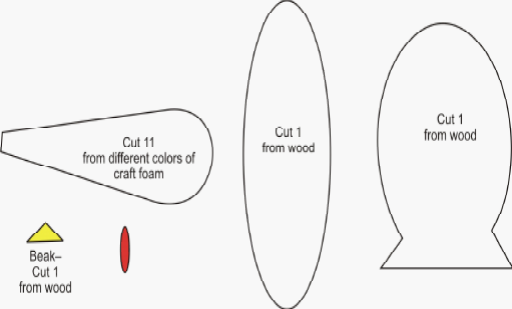 Cut 11
from different colors of
craft foam
Cut 1
from wood
Cut 1
from wood
Beak–
Cut 1
from wood